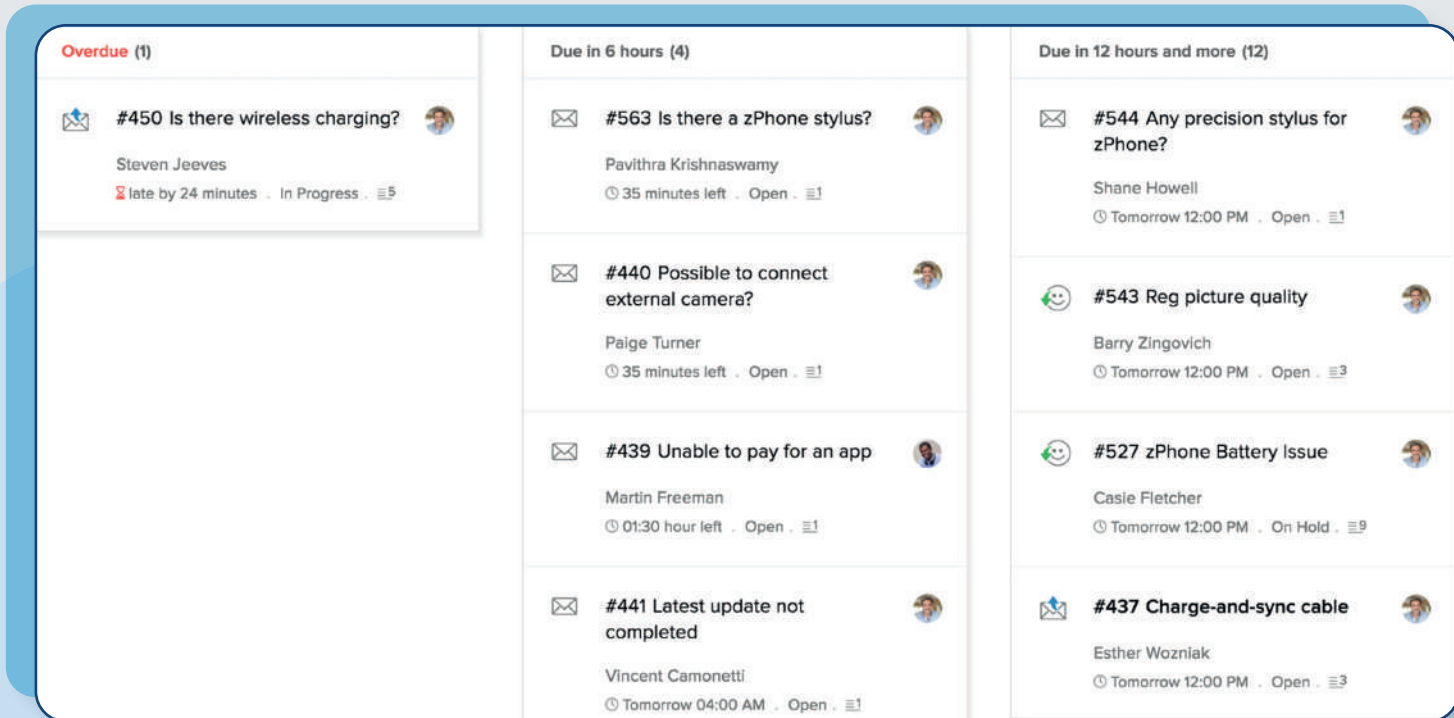 Overdue (1)
#450 Is there wireless charging?
Steven Jeeves
late by 24 minutes . In Progress . 5
Due in 6 hours (4)
#563 Is there a zPhone stylus?
Pavithra Krishnaswamy
35 minutes left . Open . 1
#440 Possible to connect
external camera?
Paige Turner
35 minutes left . Open . 1
#439 Unable to pay for an app
Martin Freeman
01:30 hour left . Open . 1
#441 Latest update not
completed
Vincent Camonetti
Tomorrow 04:00 AM . Open . 1
Due in 12 hours and more (12)
#544 Any precision stylus for
zPhone?
Shane Howell
Tomorrow 12:00 PM . Open . 1
#543 Reg picture quality
Barry Zingovich
Tomorrow 12:00 PM . Open . 3
#527 zPhone Battery Issue
Casie Fletcher
Tomorrow 12:00 PM . On Hold . 9
#437 Charge-and-sync cable
Esther Wozniak
Tomorrow 12:00 PM . Open . 3